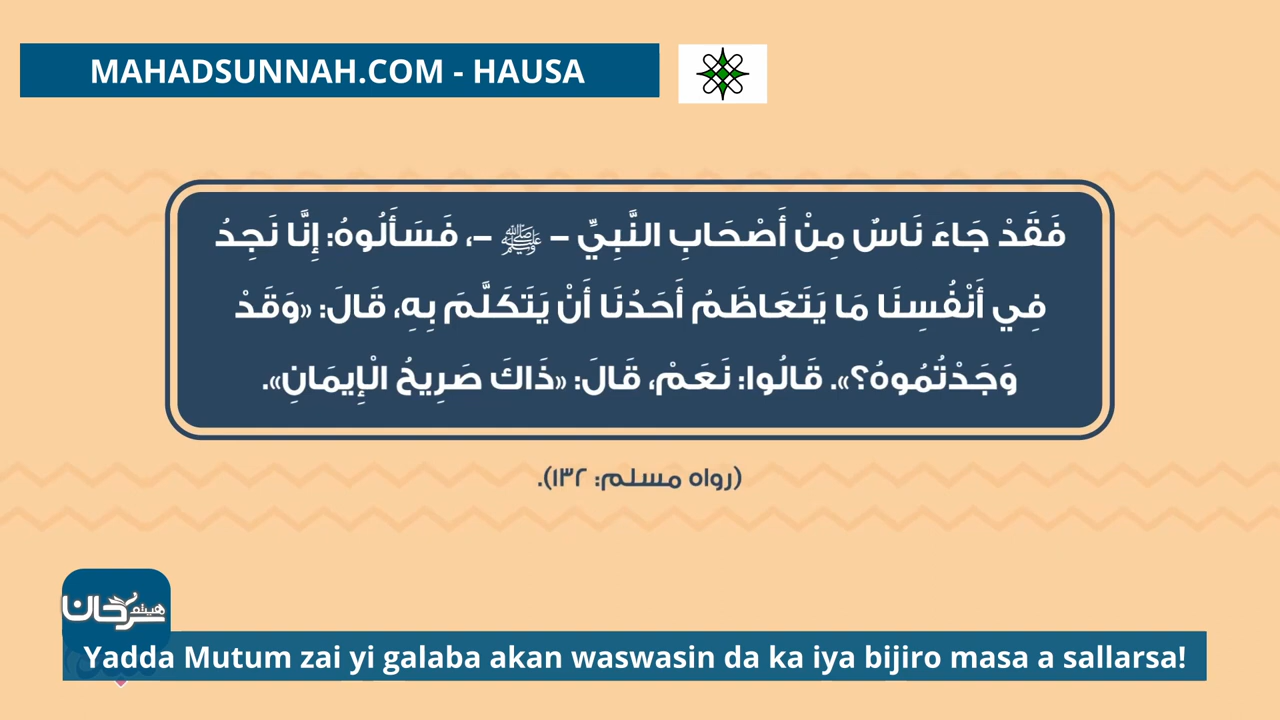 MAHADSUNNAH.COM - HAUSA
فَقَدْ جَاءَ نَاسٌ مِنْ أَصْحَابِ النَّبِيِّ – ﷺ –، فَسَأَلُوهُ: إِنَّا نَجِدُ
فِي أَنْفُسِنَا مَا يَتَعَاظَمُ أَحَدُنَا أَنْ يَتَكَلَّمَ بِهِ، قَالَ: «وَقَدْ
وَجَدْتُمُوهُ؟». قَالُوا: نَعَمْ، قَالَ: «ذَاكَ صَرِيحُ الْإِيمَانِ».
(رواه مسلم: ١٣٢).
هيثم
سرحان
Yadda Mutum zai yi galaba akan waswasin da ka iya bijiro masa a sallarsa!